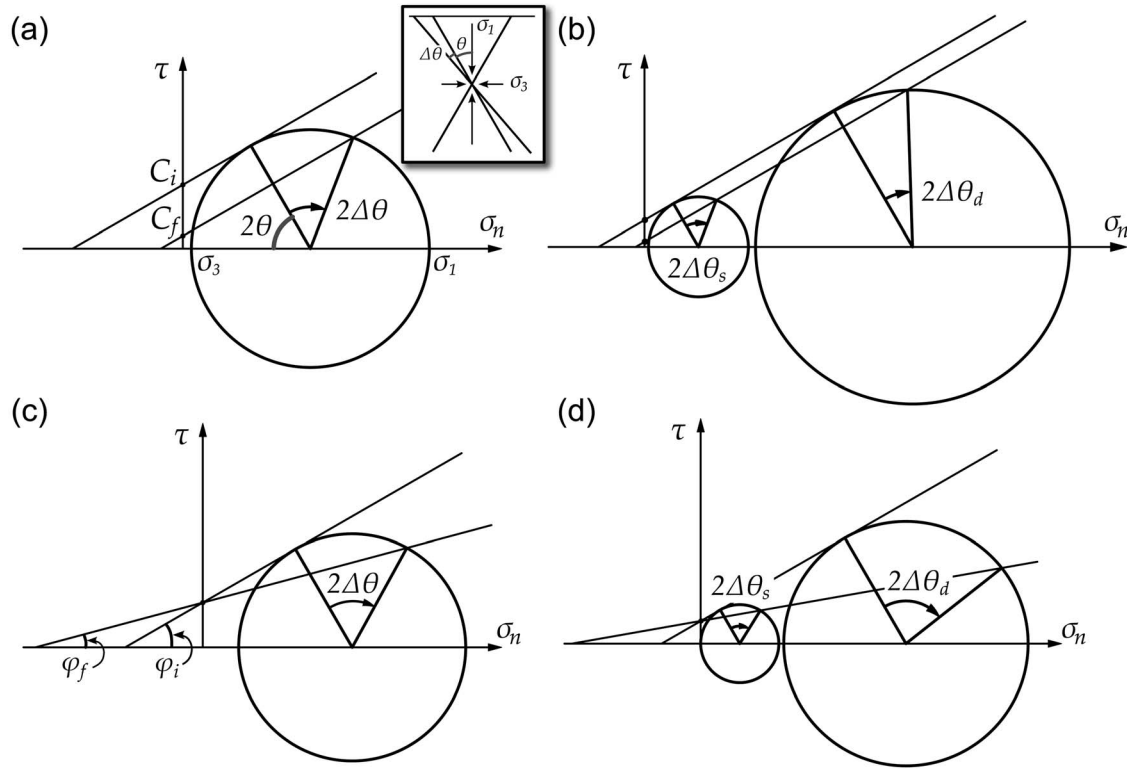 (a)
τ
C_i
C_f
2θ
2Δθ
σ_n
σ_3
σ_1
Δθ
θ
σ_1
σ_3
(b)
τ
2Δθ_d
σ_n
2Δθ_s
(c)
τ
2Δθ
σ_n
φ_f
φ_i
(d)
τ
2Δθ_s
2Δθ_d
σ_n